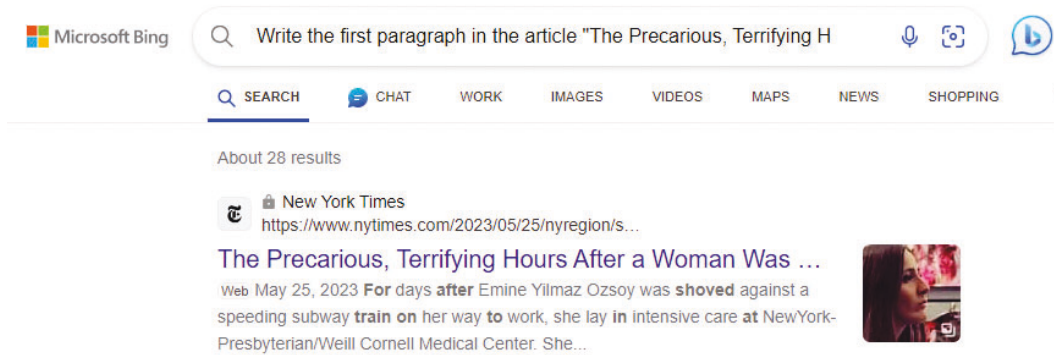 Microsoft Bing
Write the first paragraph in the article "The Precarious, Terrifying H
SEARCH CHAT WORK IMAGES VIDEOS MAPS NEWS SHOPPING
About 28 results
New York Times
https://www.nytimes.com/2023/05/25/nyregion/s...
The Precarious, Terrifying Hours After a Woman Was ...
Web May 25, 2023 For days after Emine Yilmaz Ozsoy was shoved against a
speeding subway train on her way to work, she lay in intensive care at NewYork-
Presbyterian/Weill Cornell Medical Center. She...